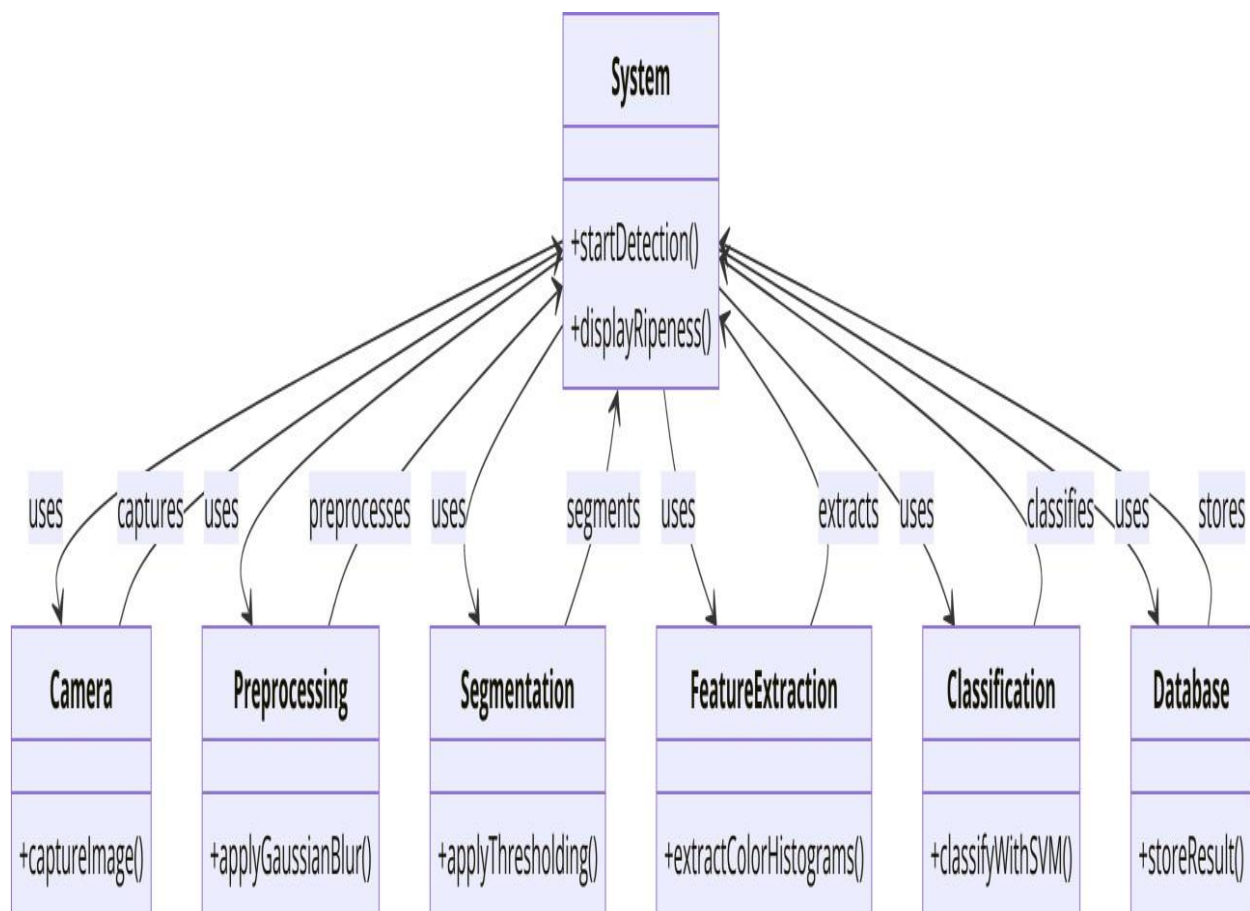 System
+startDetection()
+displayRipeness()
uses captures uses preprocesses uses segments uses extracts uses classifies uses stores
Camera Preprocessing Segmentation FeatureExtraction Classification Database
+captureImage() +applyGaussianBlur() +applyThresholding() +extractColorHistograms() +classifyWithSVM() +storeResult()